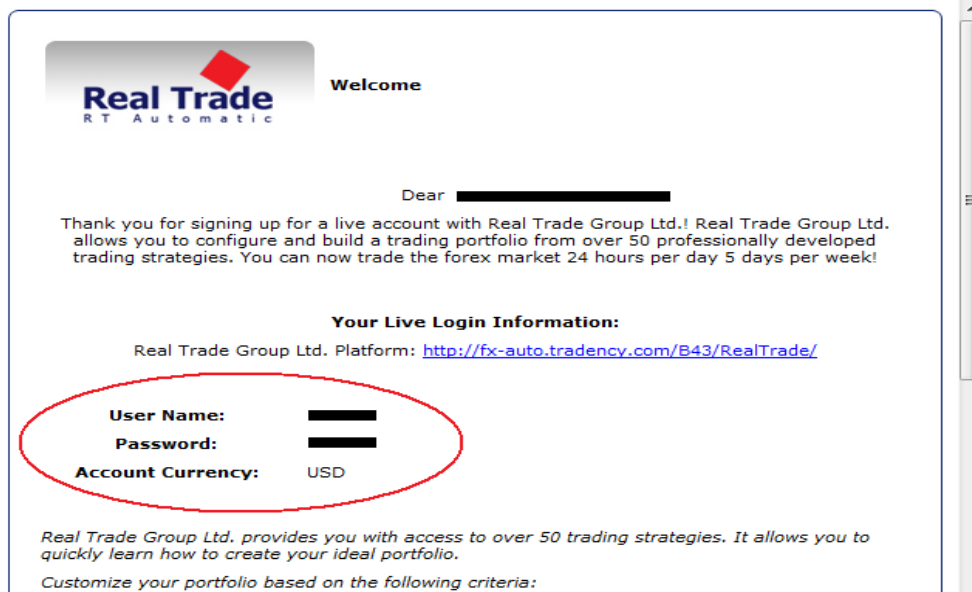 Real Trade
RT Automatic
Welcome
Dear
Thank you for signing up for a live account with Real Trade Group Ltd.! Real Trade Group Ltd.
allows you to configure and build a trading portfolio from over 50 professionally developed
trading strategies. You can now trade the forex market 24 hours per day 5 days per week!
Your Live Login Information:
Real Trade Group Ltd. Platform: http://fx-auto.tradency.com/B43/RealTrade/
User Name:
Password:
Account Currency: USD
Real Trade Group Ltd. provides you with access to over 50 trading strategies. It allows you to
quickly learn how to create your ideal portfolio.
Customize your portfolio based on the following criteria: